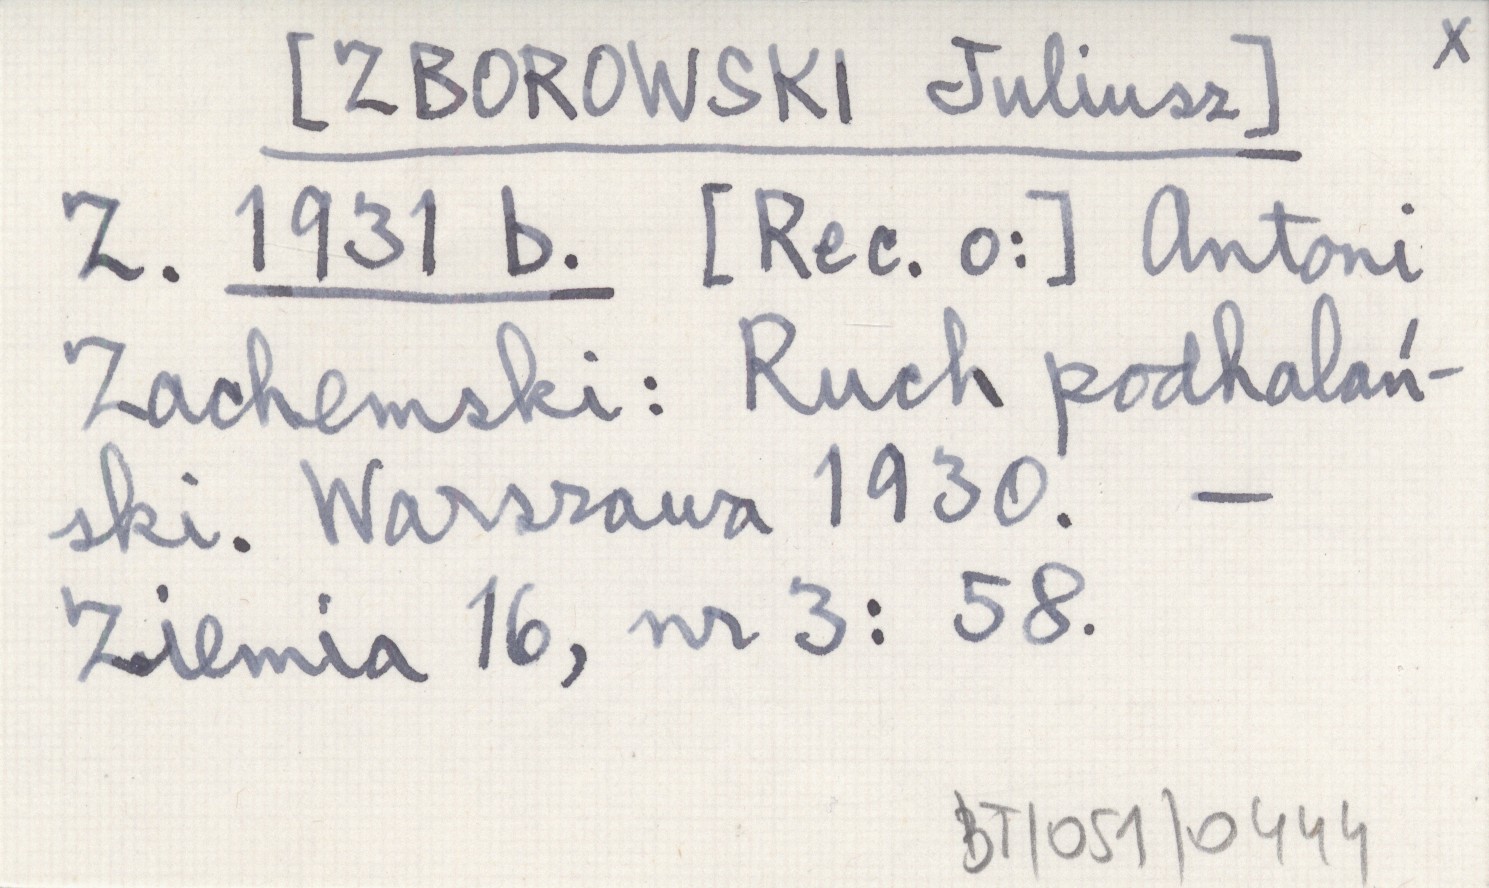 [ZBOROWSKI Juliusz] x
Z. 1931 b. [Rec. o:] Antoni
Zachemski: Ruch podhalań-
ski. Warszawa 1930. —
Ziemia 16, nr 3: 58.
BT/051/0444